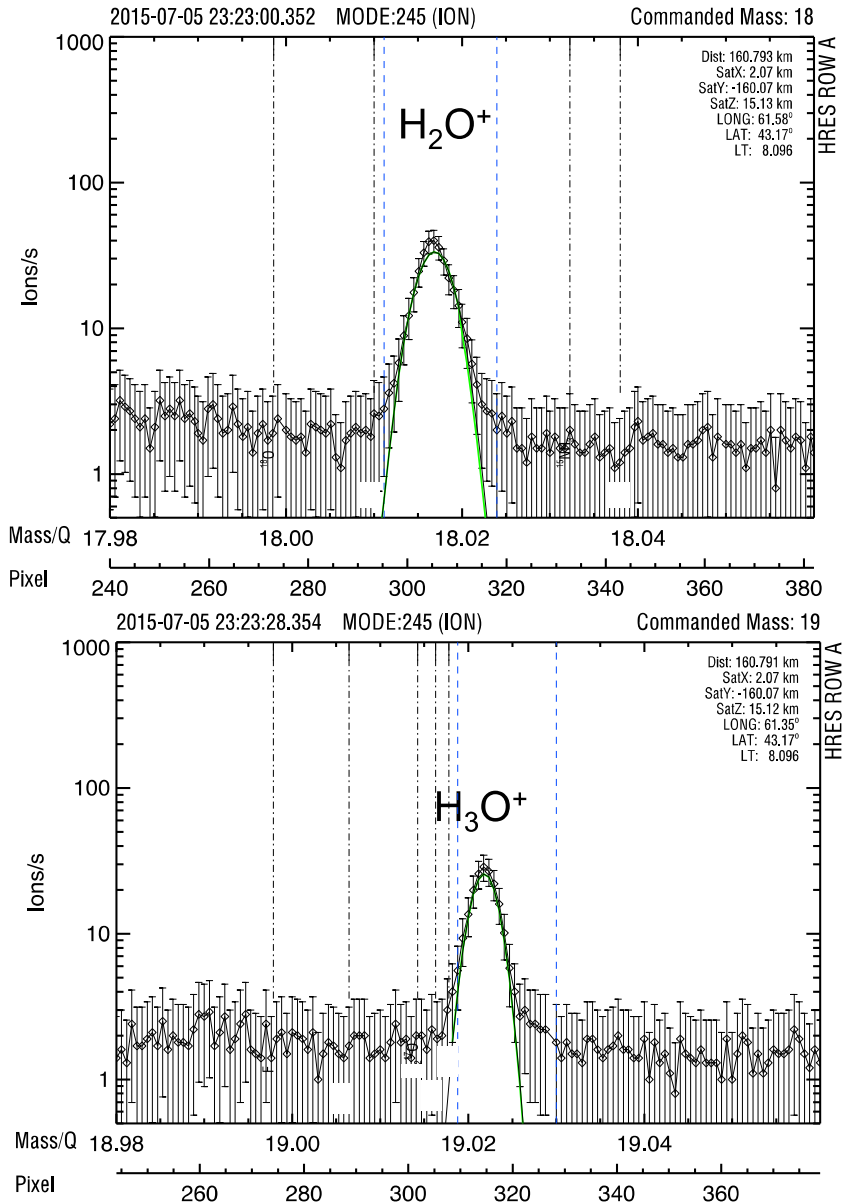 2015-07-05 23:23:00.352 MODE:245 (ION) Commanded Mass: 18
1000
Dist: 160.793 km
SatX: 2.07 km
SatY: -160.07 km
SatZ: 15.13 km
LONG: 61.58⁰
LAT: 43.17⁰
LT: 8.096
HRES ROW A
H₂O⁺
100
Ions/s
10
1
Mass/Q 17.98 18.00 18.02 18.04
Pixel
240 260 280 300 320 340 360 380
2015-07-05 23:23:28.354 MODE:245 (ION) Commanded Mass: 19
1000
Dist: 160.791 km
SatX: 2.07 km
SatY: -160.07 km
SatZ: 15.12 km
LONG: 61.35⁰
LAT: 43.17⁰
LT: 8.096
HRES ROW A
100
H₃O⁺
Ions/s
10
1
Mass/Q 18.98 19.00 19.02 19.04
Pixel 260 280 300 320 340 360